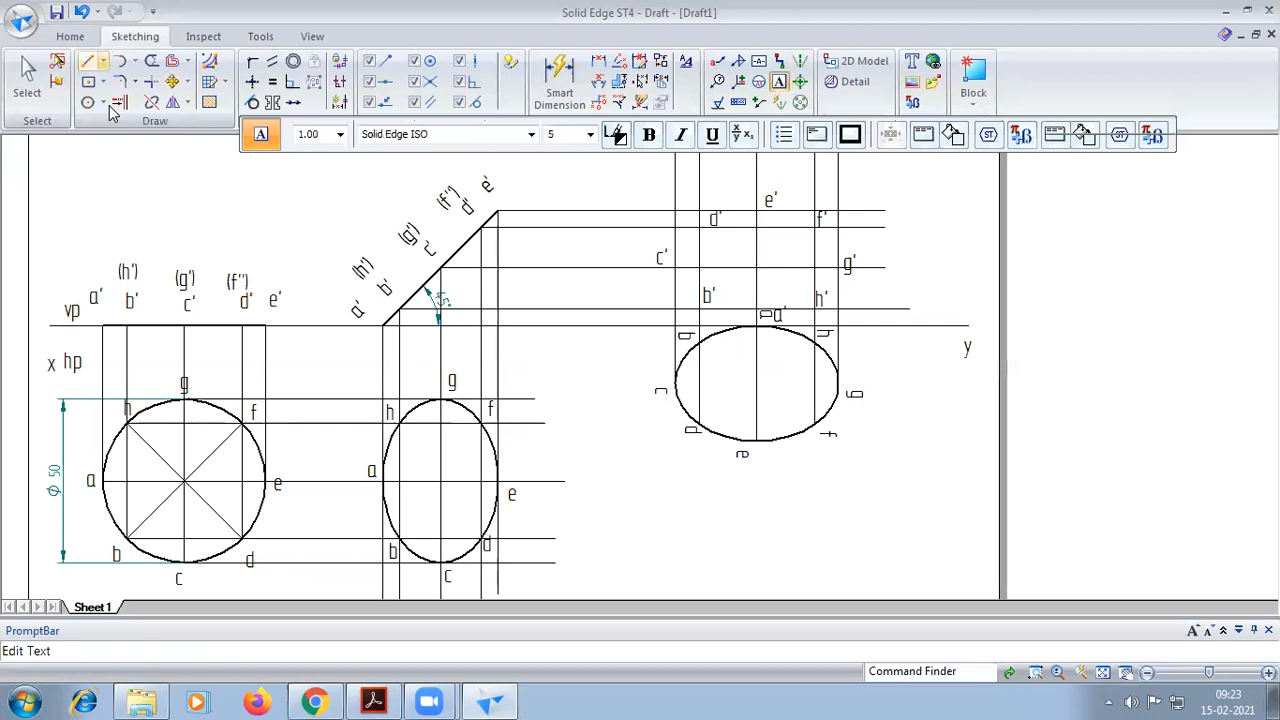 Solid Edge ST4 - Draft - [Draft1]
Home
Sketching
Inspect
Tools
View
Select
Smart
Dimension
2D Model
Detail
Block
Select
Draw
1.00
Solid Edge ISO
5
B I U
(f')
e'
d'
(g')
c'
(h')
b'
a'
45°
(h')
(g')
(f'')
a'
b'
c'
d'
e'
vp
x hp
e'
d'
f'
c'
g'
b'
h'
a'
y
g
h
f
a
e
b
d
c
ϕ 50
g
h
f
a
e
b
d
c
a
b
h
c
g
d
f
e
Sheet 1
PromptBar
Edit Text
Command Finder
09:23
15-02-2021